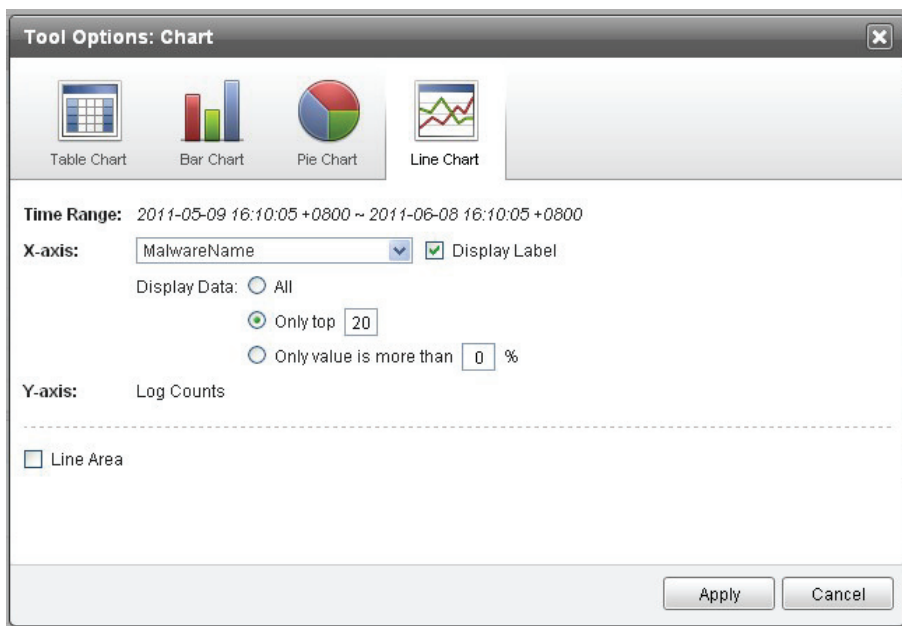 Tool Options: Chart
Table Chart
Bar Chart
Pie Chart
Line Chart
Time Range: 2011-05-09 16:10:05 +0800 ~ 2011-06-08 16:10:05 +0800
X-axis: MalwareName Display Label
Display Data: All
Only top 20
Only value is more than 0 %
Y-axis: Log Counts
Line Area
Apply
Cancel